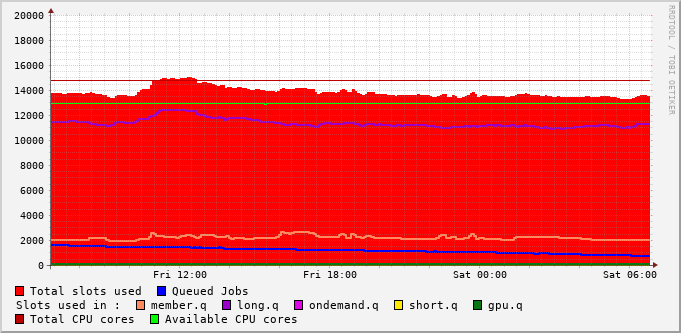 20000
18000
16000
14000
12000
10000
8000
6000
4000
2000
0
Fri 12:00 Fri 18:00 Sat 00:00 Sat 06:00
RRDTOOL / TOBI OETIKER
Total slots used Queued Jobs
Slots used in : member.q long.q ondemand.q short.q gpu.q
Total CPU cores Available CPU cores